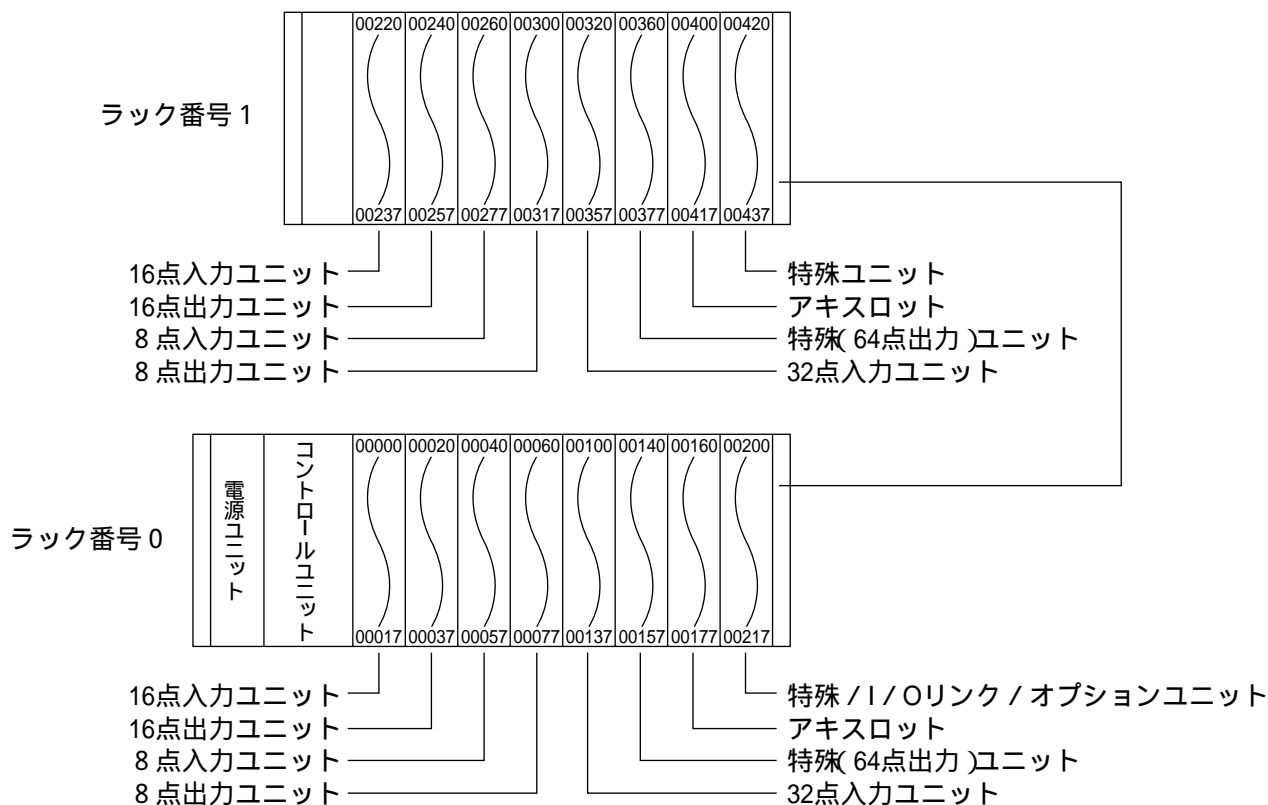 00220 00240 00260 00300 00320 00360 00400 00420
ラック番号 1
00237 00257 00277 00317 00357 00377 00417 00437
16点入力ユニット
16点出力ユニット
8 点入力ユニット
8 点出力ユニット
特殊ユニット
アキスロット
特殊( 64点出力 )ユニット
32点入力ユニット
ラック番号 0
電源ユニット
コントロールユニット
00000 00020 00040 00060 00100 00140 00160 00200
00017 00037 00057 00077 00137 00157 00177 00217
16点入力ユニット
16点出力ユニット
8 点入力ユニット
8 点出力ユニット
特殊 / I / Oリンク / オプションユニット
アキスロット
特殊( 64点出力 )ユニット
32点入力ユニット